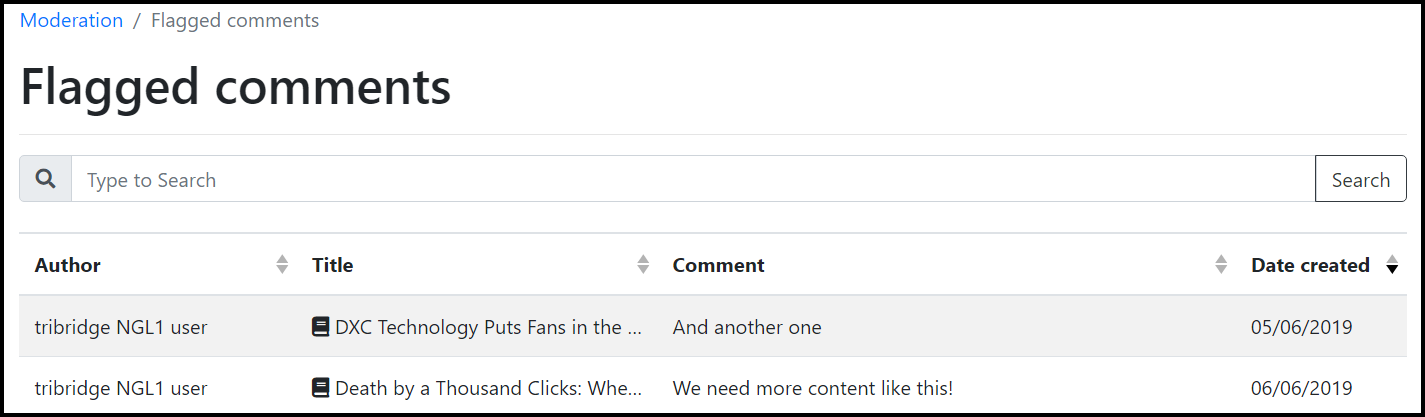 Moderation / Flagged comments
Flagged comments
Type to Search Search
Author Title Comment Date created
tribridge NGL1 user DXC Technology Puts Fans in the ... And another one 05/06/2019
tribridge NGL1 user Death by a Thousand Clicks: Whe... We need more content like this! 06/06/2019